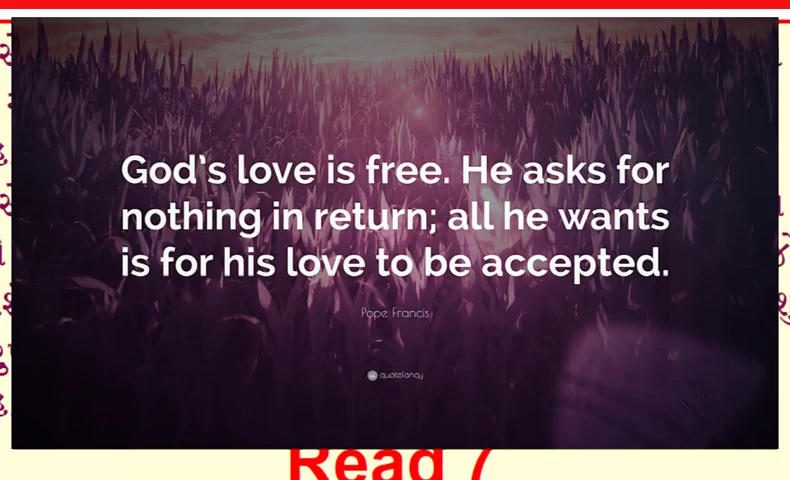 God's love is free. He asks for
nothing in return; all he wants
is for his love to be accepted.
Pope Francis
quotefancy
Read 7